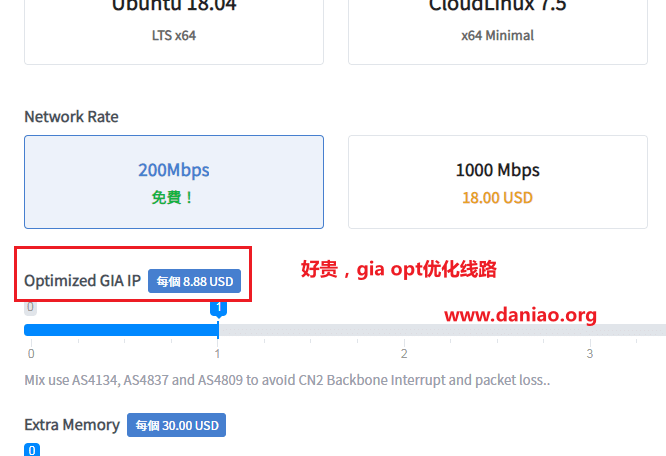 Ubuntu 18.04
CloudLinux 7.5
LTS x64
x64 Minimal
Network Rate
200Mbps
免費！
1000 Mbps
18.00 USD
Optimized GIA IP 每個 8.88 USD
好贵，gia opt优化线路
0
1
www.daniao.org
0
1
2
3
Mix use AS4134, AS4837 and AS4809 to avoid CN2 Backbone Interrupt and packet loss..
Extra Memory 每個 30.00 USD
0